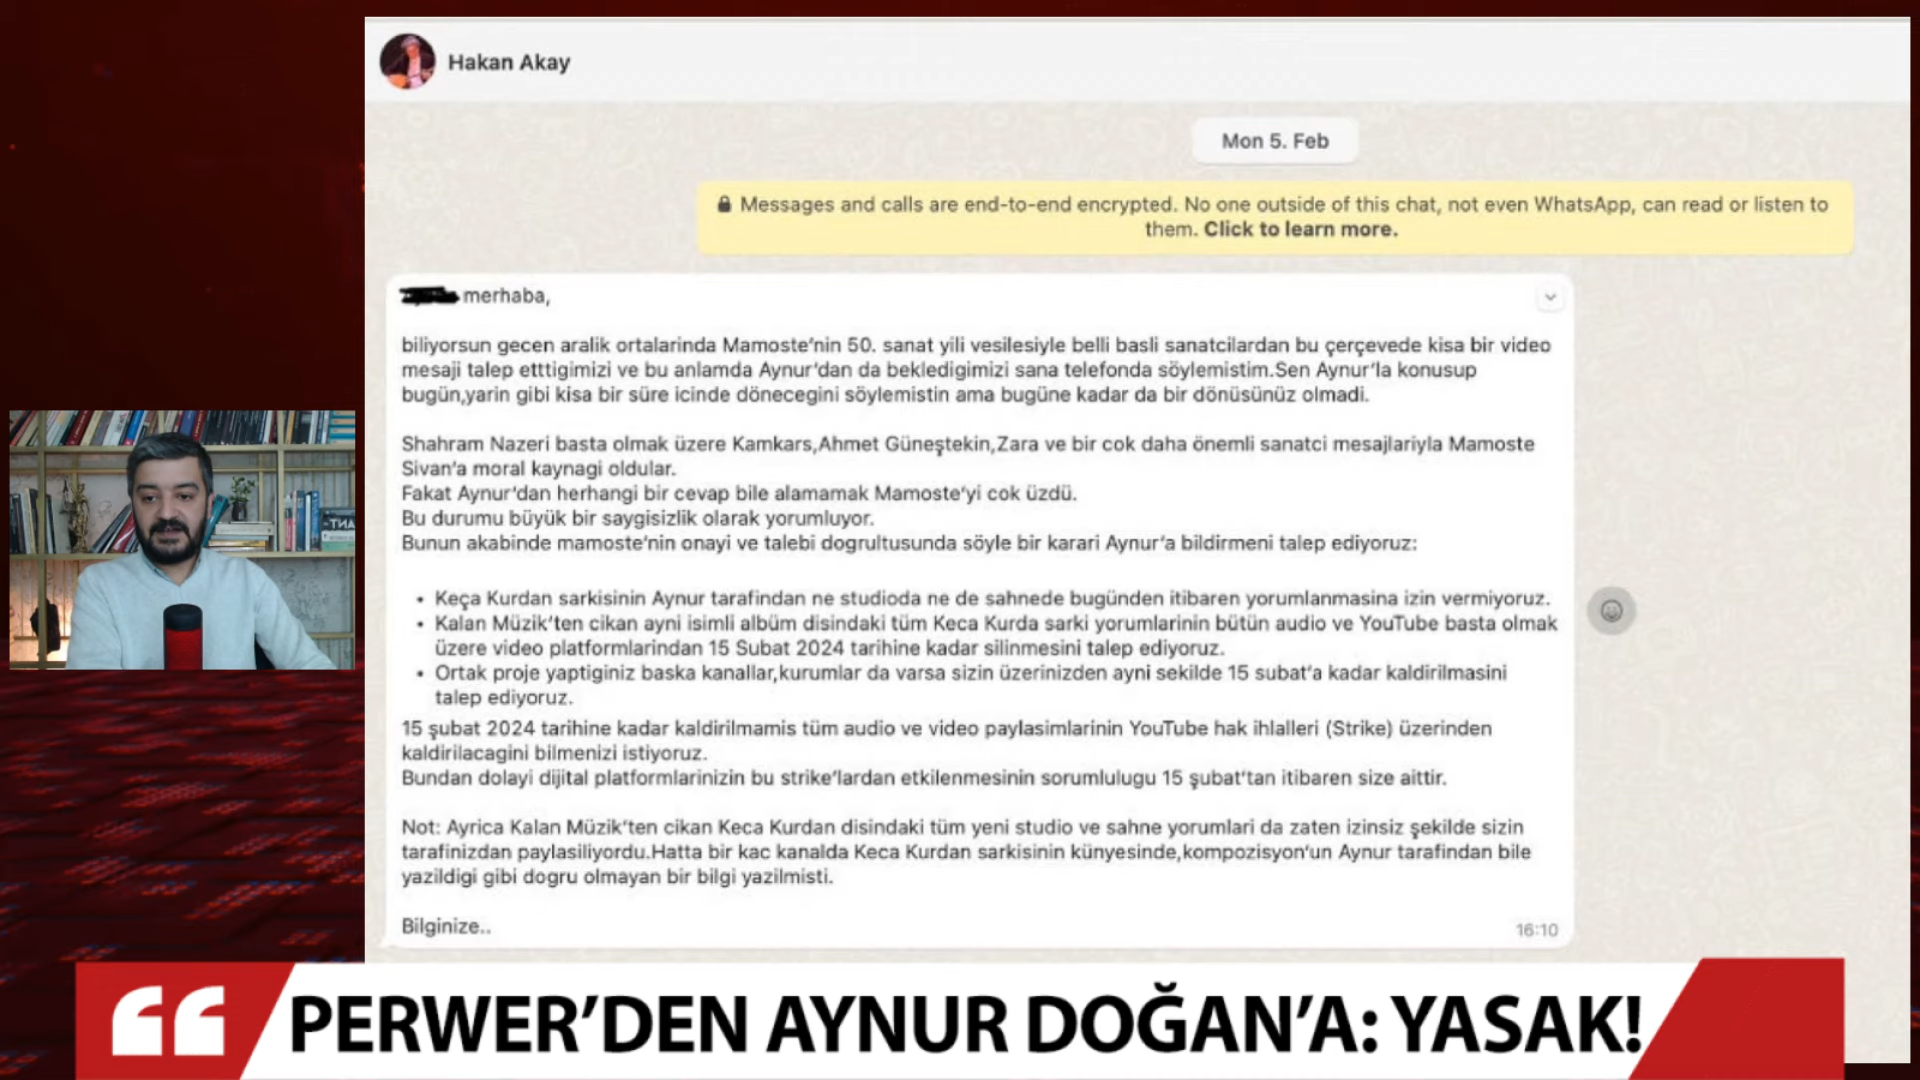 Hakan Akay
Mon 5. Feb
Messages and calls are end-to-end encrypted. No one outside of this chat, not even WhatsApp, can read or listen to
them. Click to learn more.
merhaba,
biliyorsun gecen aralik ortalarinda Mamoste'nin 50. sanat yili vesilesiyle belli basli sanatcilardan bu çerçevede kisa bir video
mesaji talep etttigimizi ve bu anlamda Aynur'dan da bekledigimizi sana telefonda söylemistim.Sen Aynur'la konusup
bugün,yarin gibi kisa bir süre icinde dönecegini söylemistin ama bugüne kadar da bir dönüsünüz olmadi.
Shahram Nazeri basta olmak üzere Kamkars,Ahmet Güneştekin,Zara ve bir cok daha önemli sanatci mesajlariyla Mamoste
Sivan'a moral kaynagi oldular.
Fakat Aynur'dan herhangi bir cevap bile alamamak Mamoste'yi cok üzdü.
Bu durumu büyük bir saygisizlik olarak yorumluyor.
Bunun akabinde mamoste'nin onayi ve talebi dogrultusunda söyle bir karari Aynur'a bildirmeni talep ediyoruz:
• Keça Kurdan sarkisinin Aynur tarafindan ne studioda ne de sahnede bugünden itibaren yorumlanmasina izin vermiyoruz.
• Kalan Müzik'ten cikan ayni isimli albüm disindaki tüm Keca Kurda sarki yorumlarinin bütün audio ve YouTube basta olmak
üzere video platformlarindan 15 Subat 2024 tarihine kadar silinmesini talep ediyoruz.
• Ortak proje yaptiginiz baska kanallar,kurumlar da varsa sizin üzerinizden ayni sekilde 15 subat'a kadar kaldirilmasini
talep ediyoruz.
15 şubat 2024 tarihine kadar kaldirilmamis tüm audio ve video paylasimlarinin YouTube hak ihlalleri (Strike) üzerinden
kaldirilacagini bilmenizi istiyoruz.
Bundan dolayi dijital platformlarinizin bu strike'lardan etkilenmesinin sorumlulugu 15 şubat'tan itibaren size aittir.
Not: Ayrica Kalan Müzik'ten cikan Keca Kurdan disindaki tüm yeni studio ve sahne yorumlari da zaten izinsiz şekilde sizin
tarafinizdan paylasiliyordu.Hatta bir kac kanalda Keca Kurdan sarkisinin künyesinde,kompozisyon'un Aynur tarafindan bile
yazildigi gibi dogru olmayan bir bilgi yazilmisti.
Bilginize..
16:10
PERWER'DEN AYNUR DOĞAN'A: YASAK!